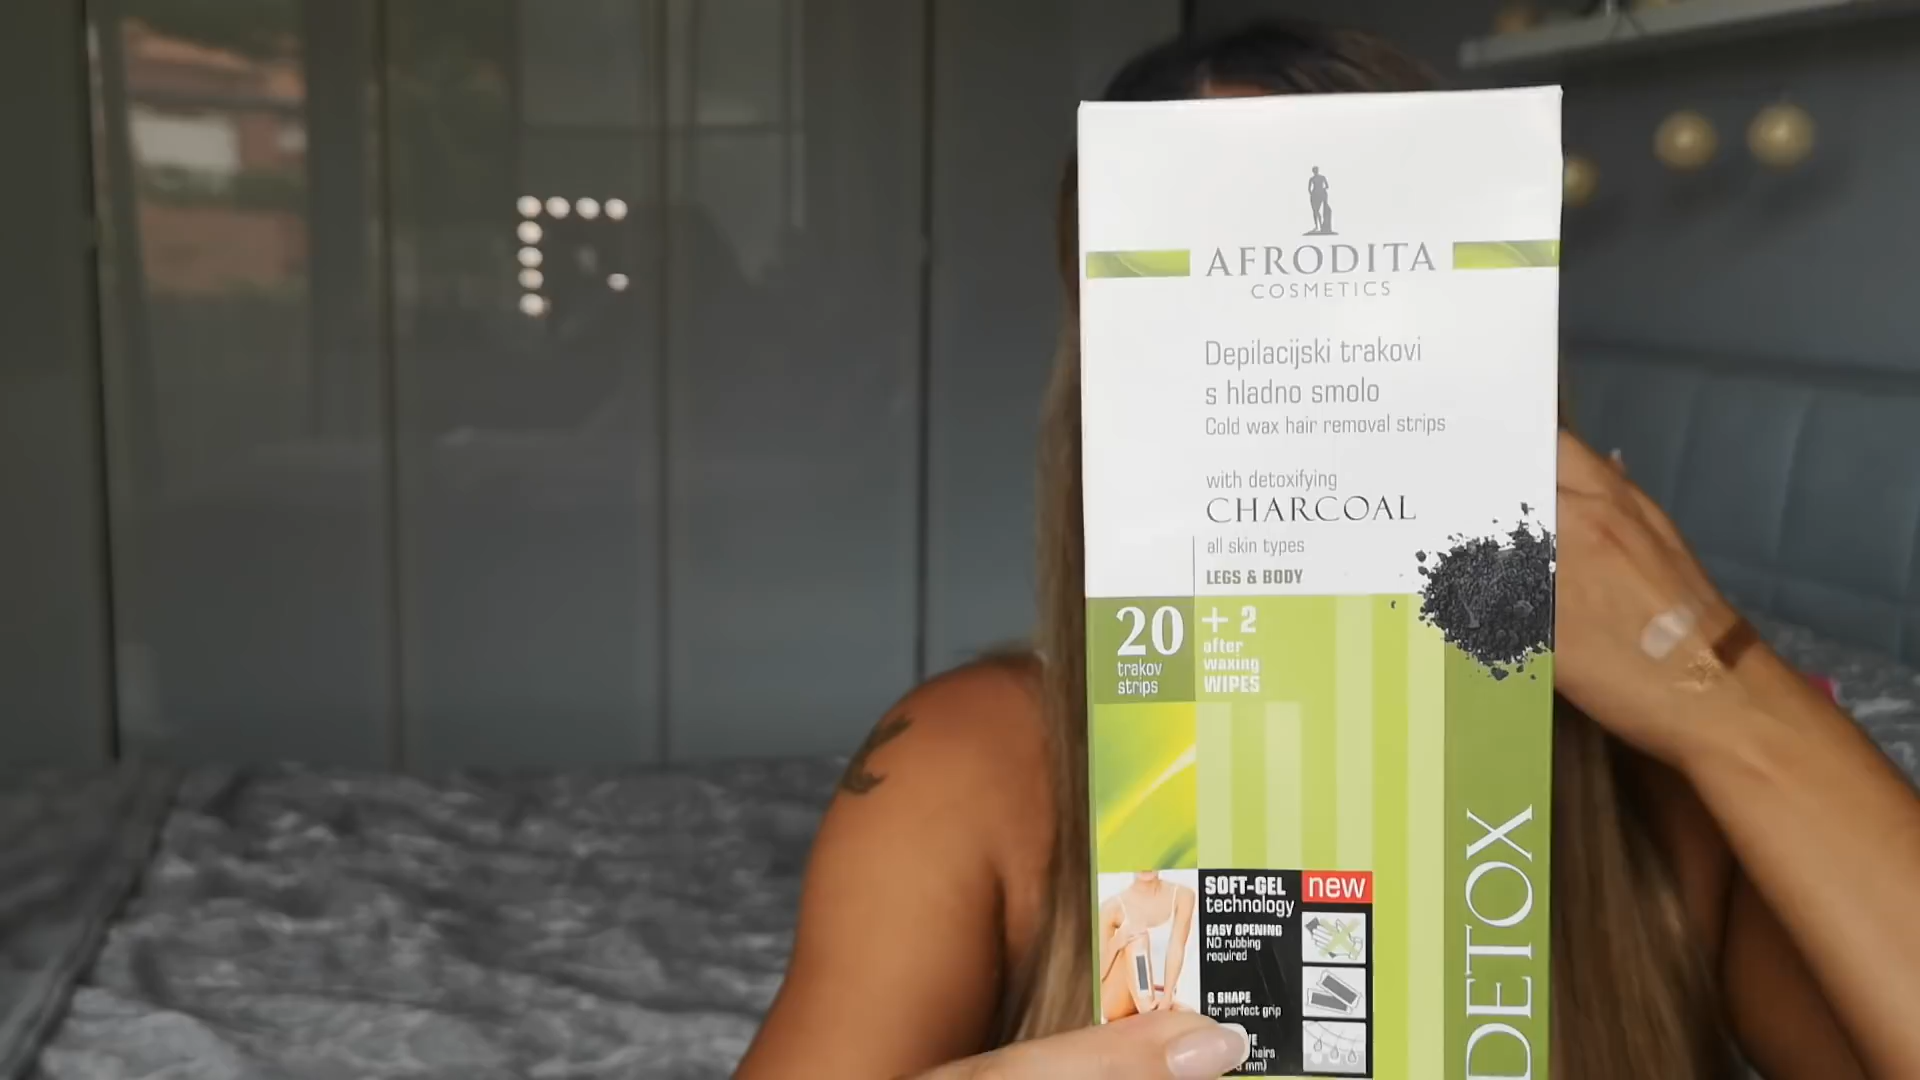 AFRODITA
COSMETICS
Depilacijski trakovi
s hladno smolo
Cold wax hair removal strips
with detoxifying
CHARCOAL
all skin types
LEGS & BODY
20
trakov
strips
+ 2
after
waxing
WIPES
SOFT-GEL
technology
new
EASY OPENING
NO rubbing
required
G SHAPE
for perfect grip
hairs
mm)
DETOX